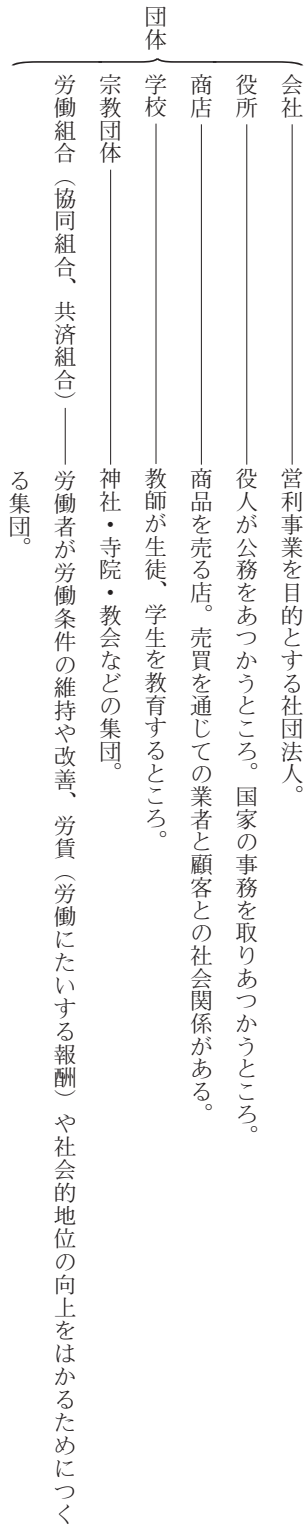 団体
会社 営利事業を目的とする社団法人。
役所 役人が公務をあつかうところ。国家の事務を取りあつかうところ。
商店 商品を売る店。売買を通じての業者と顧客との社会関係がある。
学校 教師が生徒、学生を教育するところ。
宗教団体 神社・寺院・教会などの集団。
労働組合（協同組合、共済組合） 労働者が労働条件の維持や改善、労賃（労働にたいする報酬）や社会的地位の向上をはかるためにつく
る集団。